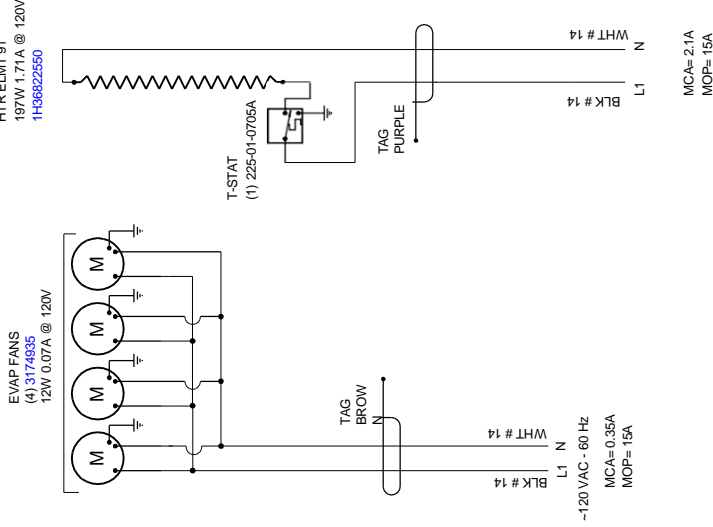 HTR ELMT 91"
197W 1.71A @ 120V
1H36822550
T-STAT
(1) 225-01-0705A
TAG
PURPLE
WHT # 14
N
BLK # 14
L1
MCA= 2.1A
MOP= 15A
EVAP FANS
(4) 3174935
12W 0.07A @ 120V
M
M
M
M
TAG
BROW
N
WHT # 14
N
BLK # 14
L1
~120 VAC - 60 Hz
MCA= 0.35A
MOP= 15A